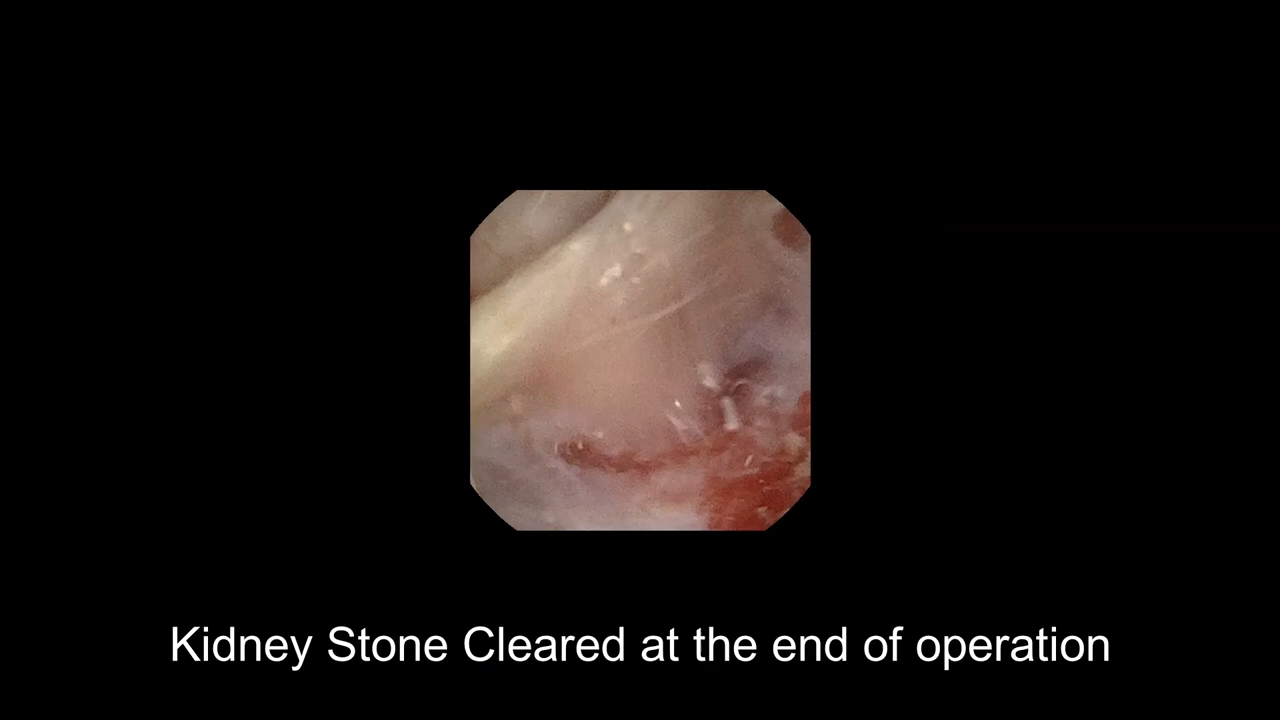 Kidney Stone Cleared at the end of operation